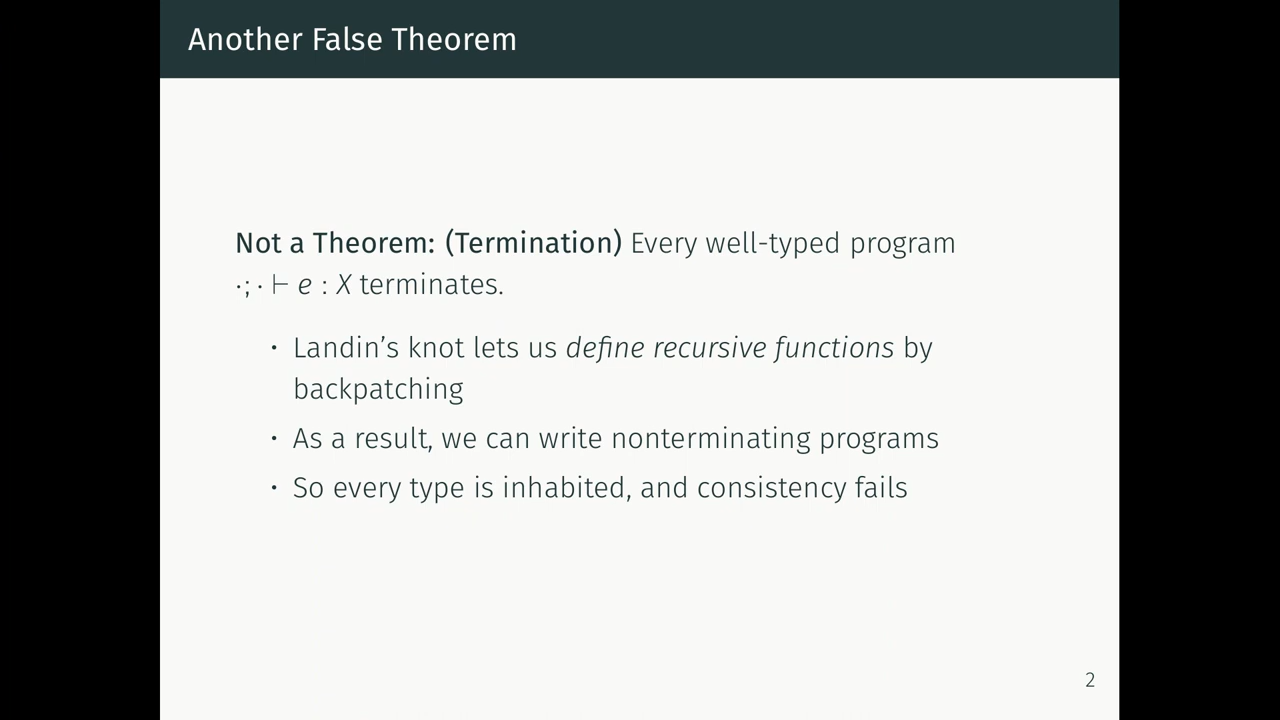 Another False Theorem
Not a Theorem: (Termination) Every well-typed program
·; · ⊢ e : X terminates.
· Landin’s knot lets us define recursive functions by
backpatching
· As a result, we can write nonterminating programs
· So every type is inhabited, and consistency fails
2